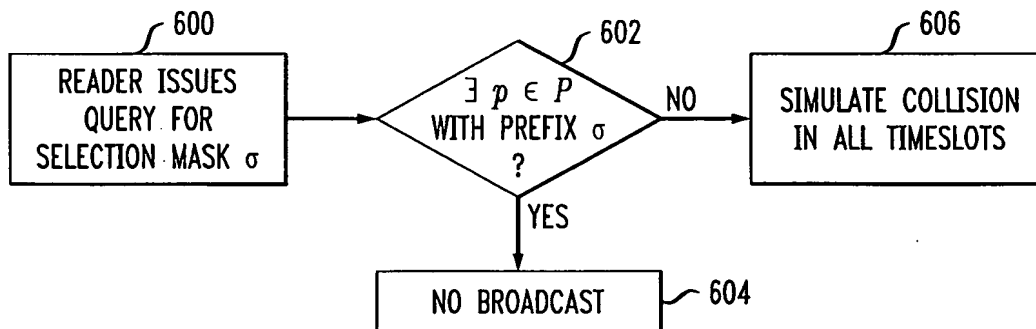 600
READER ISSUES
QUERY FOR
SELECTION MASK σ
602
∃ p ∈ P
WITH PREFIX σ
?
NO
YES
606
SIMULATE COLLISION
IN ALL TIMESLOTS
NO BROADCAST
604